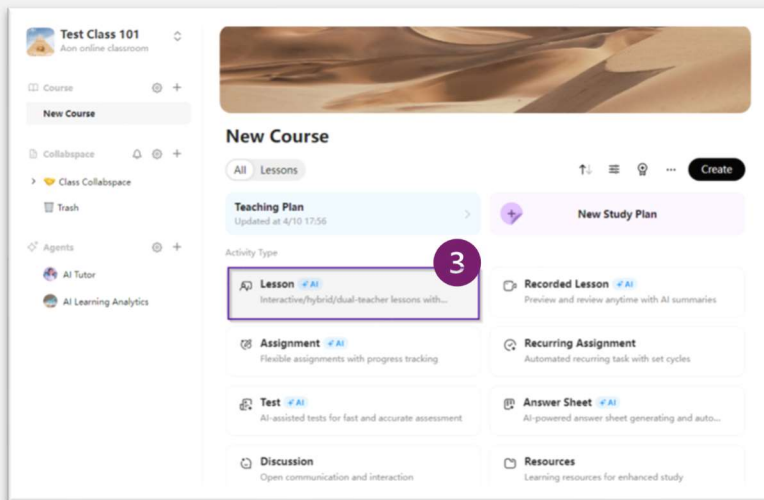 Test Class 101
Aon online classroom
Course
New Course
Collabspace
Class Collabspace
Trash
Agents
AI Tutor
AI Learning Analytics
New Course
All Lessons
Create
Teaching Plan
Updated at 4/10 17:56
New Study Plan
Activity Type
3
Lesson AI
Interactive/hybrid/dual-teacher lessons with...
Recorded Lesson AI
Preview and review anytime with AI summaries
Assignment AI
Flexible assignments with progress tracking
Recurring Assignment
Automated recurring task with set cycles
Test AI
AI-assisted tests for fast and accurate assessment
Answer Sheet AI
AI-powered answer sheet generating and auto...
Discussion
Open communication and interaction
Resources
Learning resources for enhanced study